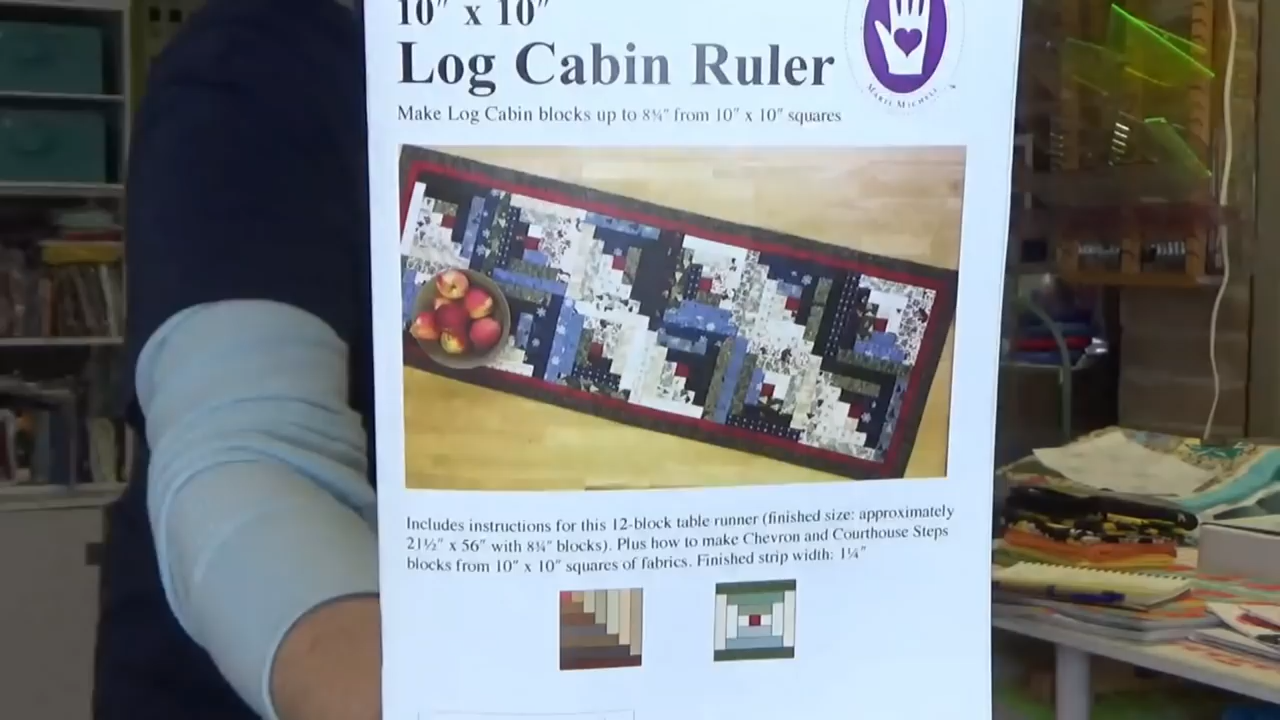 10" x 10"
Log Cabin Ruler
Make Log Cabin blocks up to 8¾" from 10" x 10" squares
MARTI MICHELL
Includes instructions for this 12-block table runner (finished size: approximately
21½" x 56" with 8¾" blocks). Plus how to make Chevron and Courthouse Steps
blocks from 10" x 10" squares of fabrics. Finished strip width: 1¼"